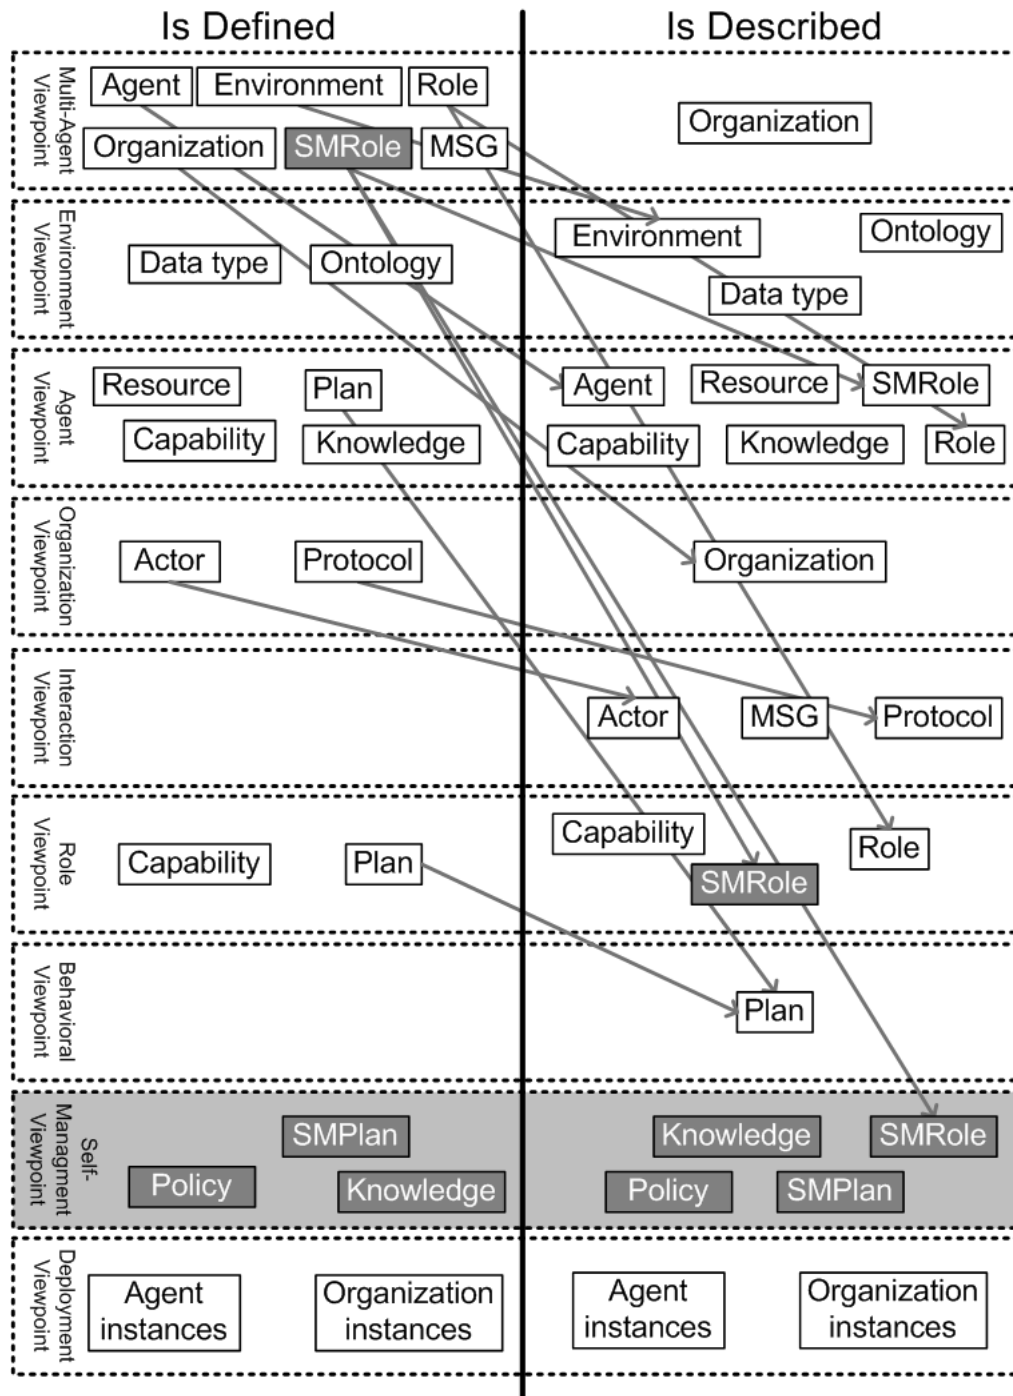 Is Defined
Is Described
Multi-Agent
Viewpoint
Agent
Environment
Role
Organization
SMRole
MSG
Organization
Environment
Viewpoint
Data type
Ontology
Environment
Ontology
Data type
Agent
Viewpoint
Resource
Plan
Capability
Knowledge
Agent
Resource
SMRole
Capability
Knowledge
Role
Organization
Viewpoint
Actor
Protocol
Organization
Interaction
Viewpoint
Actor
MSG
Protocol
Role
Viewpoint
Capability
Plan
Capability
Role
SMRole
Behavioral
Viewpoint
Plan
Self-
Managment
Viewpoint
SMPlan
Policy
Knowledge
Knowledge
SMRole
Policy
SMPlan
Deployment
Viewpoint
Agent
instances
Organization
instances
Agent
instances
Organization
instances